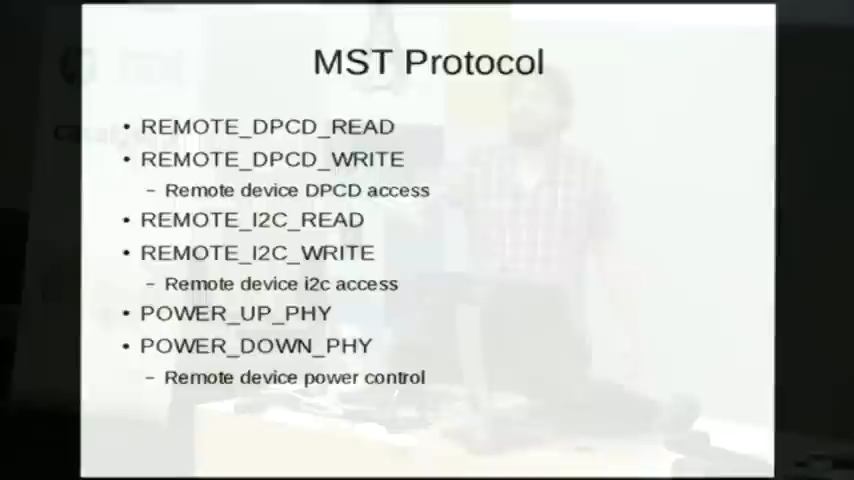 MST Protocol
• REMOTE_DPCD_READ
• REMOTE_DPCD_WRITE
– Remote device DPCD access
• REMOTE_I2C_READ
• REMOTE_I2C_WRITE
– Remote device i2c access
• POWER_UP_PHY
• POWER_DOWN_PHY
– Remote device power control